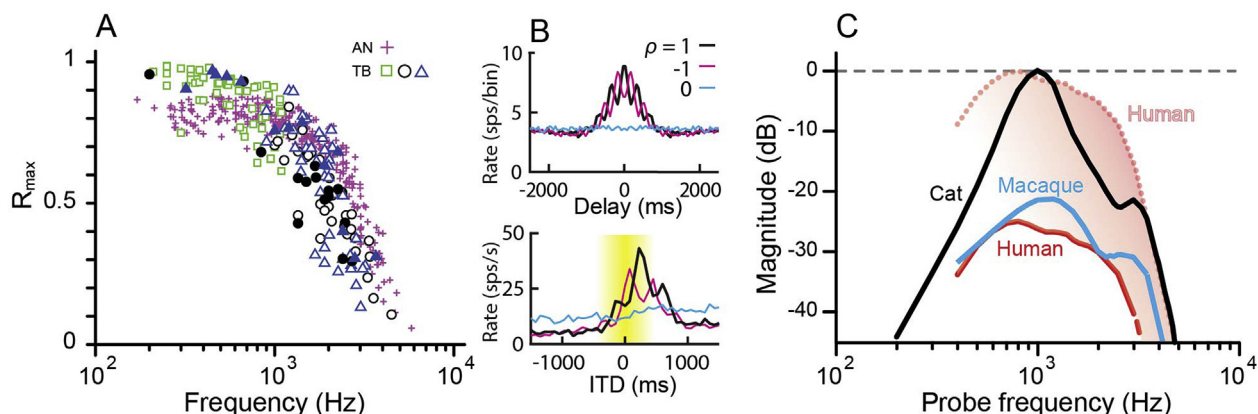 A
AN
TB
1
0.5
0
R_max
10^2
10^3
10^4
Frequency (Hz)
B
ρ = 1
-1
0
10
5
0
Rate (sps/bin)
-2000
0
2000
Delay (ms)
50
25
0
Rate (sps/s)
-1000
0
1000
ITD (ms)
C
0
-10
-20
-30
-40
Magnitude (dB)
Human
Cat
Macaque
Human
10^2
10^3
10^4
Probe frequency (Hz)